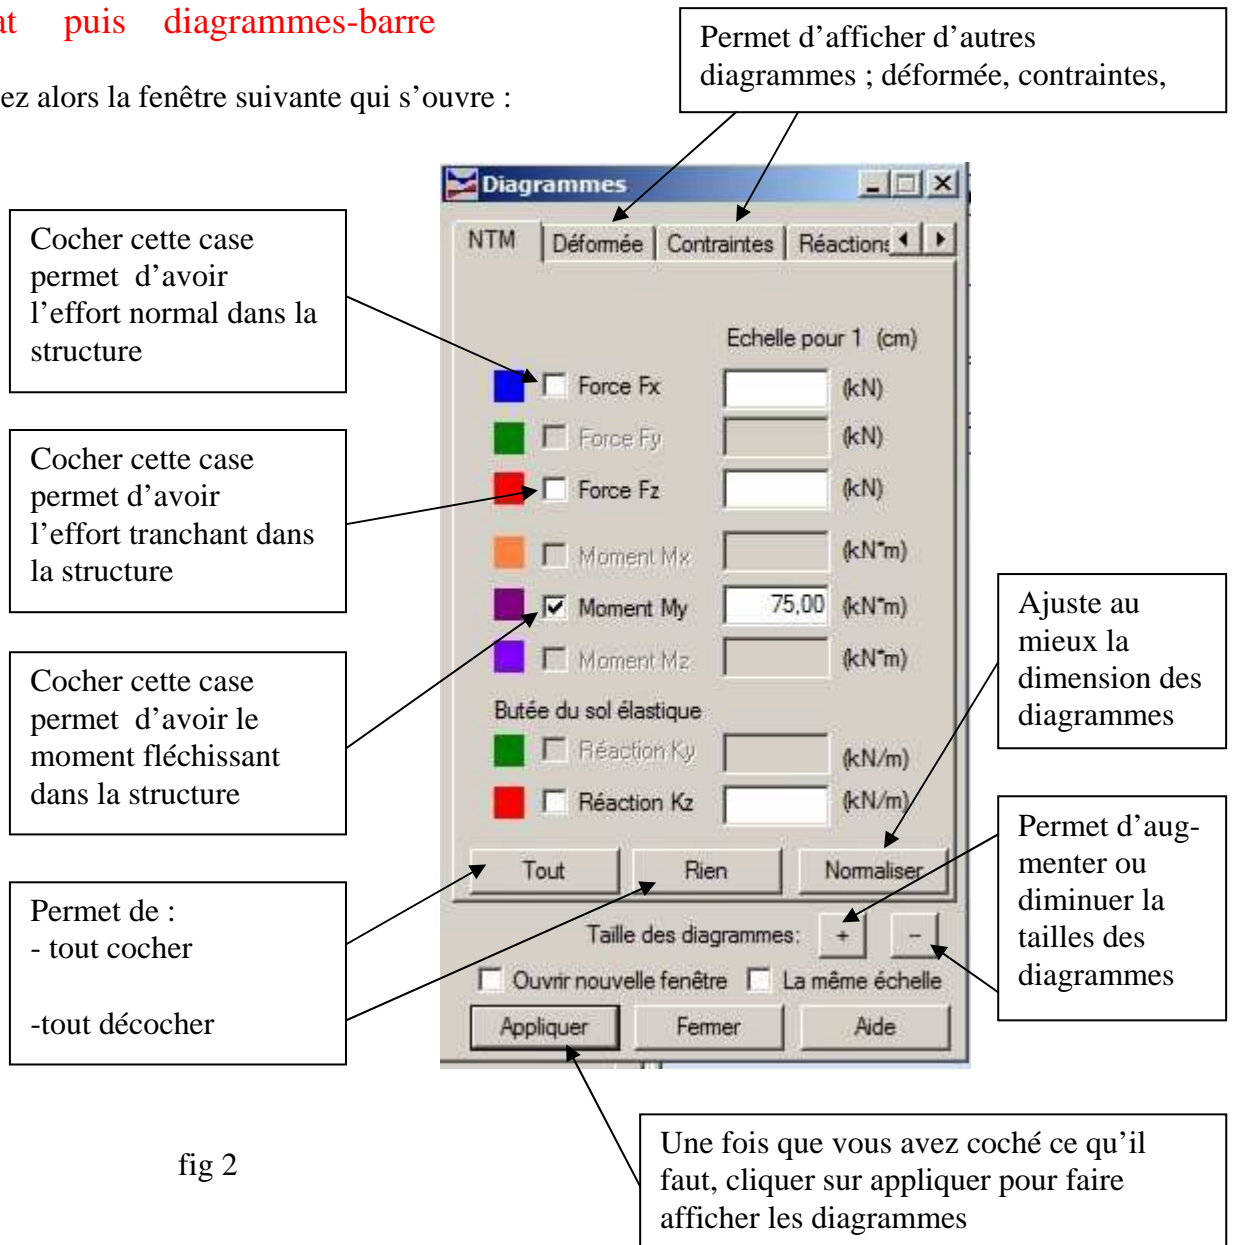 at puis diagrammes-barre
ez alors la fenêtre suivante qui s’ouvre :
Permet d’afficher d’autres
diagrammes ; déformée, contraintes,
Diagrammes
NTM Déformée Contraintes Réactions
Echelle pour 1 (cm)
Force Fx (kN)
Force Fy (kN)
Force Fz (kN)
Moment Mx (kN*m)
Moment My 75,00 (kN*m)
Moment Mz (kN*m)
Butée du sol élastique
Réaction Ky (kN/m)
Réaction Kz (kN/m)
Tout Rien Normaliser
Taille des diagrammes: + -
Ouvrir nouvelle fenêtre La même échelle
Appliquer Fermer Aide
Cocher cette case
permet d’avoir
l’effort normal dans la
structure
Cocher cette case
permet d’avoir
l’effort tranchant dans
la structure
Cocher cette case
permet d’avoir le
moment fléchissant
dans la structure
Permet de :
- tout cocher
-tout décocher
Ajuste au
mieux la
dimension des
diagrammes
Permet d’aug-
menter ou
diminuer la
tailles des
diagrammes
Une fois que vous avez coché ce qu’il
faut, cliquer sur appliquer pour faire
afficher les diagrammes
fig 2